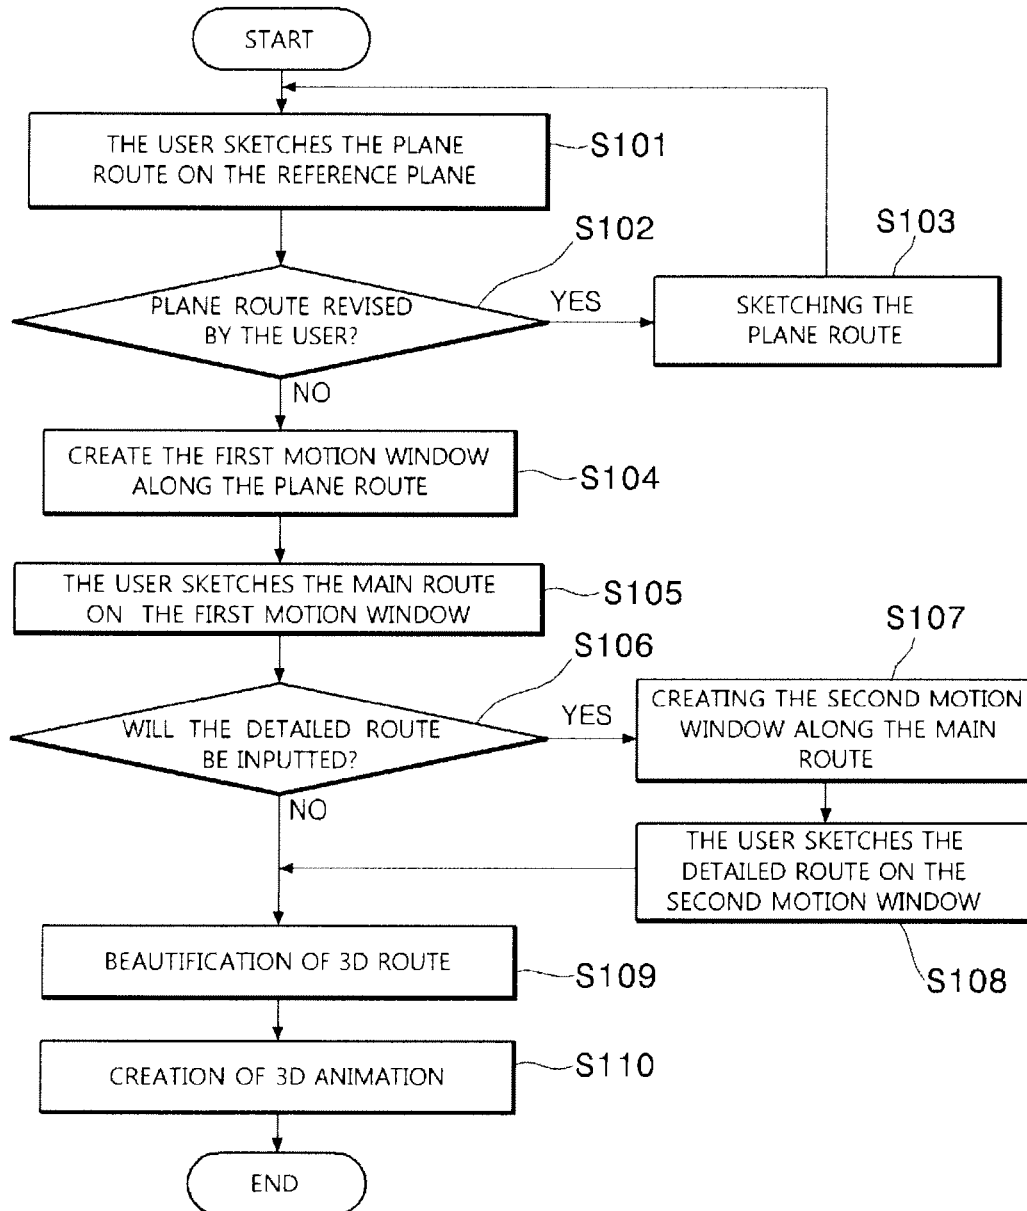 START
THE USER SKETCHES THE PLANE
ROUTE ON THE REFERENCE PLANE
S101
S102
S103
PLANE ROUTE REVISED
BY THE USER?
YES
SKETCHING THE
PLANE ROUTE
NO
CREATE THE FIRST MOTION WINDOW
ALONG THE PLANE ROUTE
S104
THE USER SKETCHES THE MAIN ROUTE
ON THE FIRST MOTION WINDOW
S105
S106
S107
WILL THE DETAILED ROUTE
BE INPUTTED?
YES
CREATING THE SECOND MOTION
WINDOW ALONG THE MAIN
ROUTE
NO
THE USER SKETCHES THE
DETAILED ROUTE ON THE
SECOND MOTION WINDOW
S108
BEAUTIFICATION OF 3D ROUTE
S109
CREATION OF 3D ANIMATION
S110
END